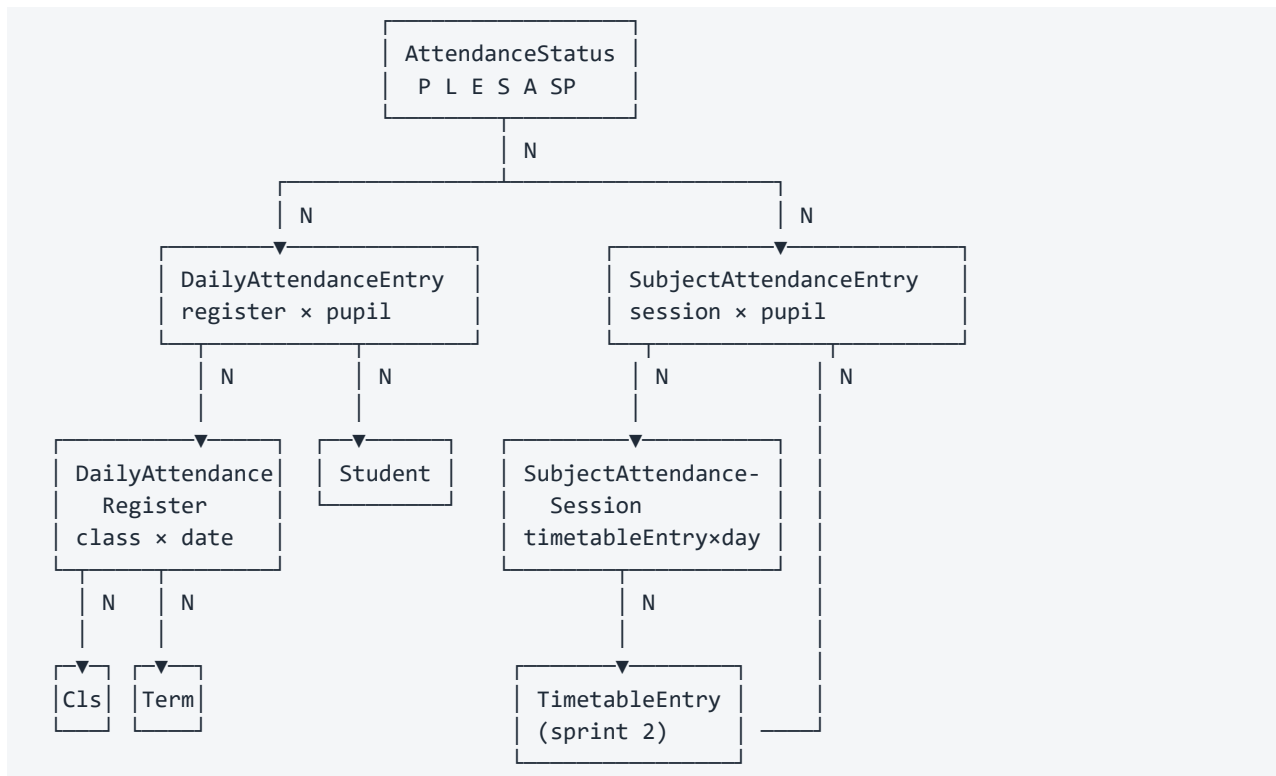 AttendanceStatus
P L E S A SP
N
N N
DailyAttendanceEntry SubjectAttendanceEntry
register × pupil session × pupil
N N N N
DailyAttendance Student SubjectAttendance-
Register Session
class × date timetableEntry×day
N N N
Cls Term TimetableEntry
(sprint 2)